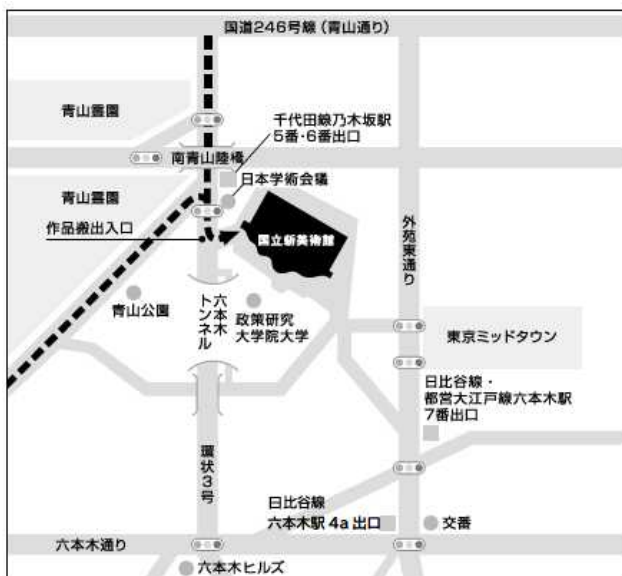 国道246号線（青山通り）
青山霊園
千代田線乃木坂駅
5番・6番出口
南青山陸橋
日本学術会議
青山霊園
作品搬出入口
国立新美術館
外苑東通り
青山公園
六本木
トンネル
政策研究
大学院大学
東京ミッドタウン
日比谷線・
都営大江戸線六本木駅
7番出口
環状3号
日比谷線
六本木駅 4a 出口
交番
六本木通り
六本木ヒルズ